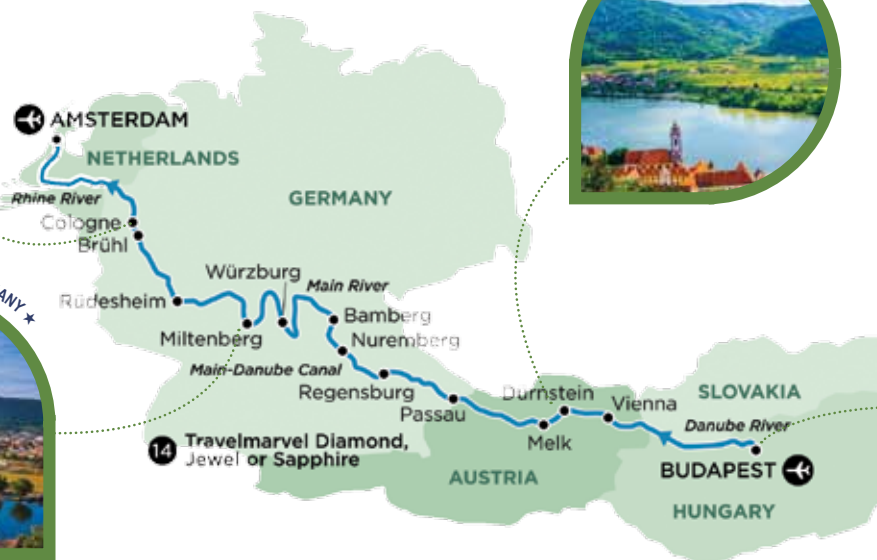 AMSTERDAM
NETHERLANDS
Rhine River
GERMANY
Cologne
Brühl
ANY ★
Würzburg
Main River
Rüdesheim
Bamberg
Miltenberg
Nuremberg
Main-Danube Canal
Regensburg
Passau
Durnstein
Vienna
SLOVAKIA
Danube River
Melk
14 Travelmarvel Diamond,
Jewel or Sapphire
BUDAPEST
AUSTRIA
HUNGARY